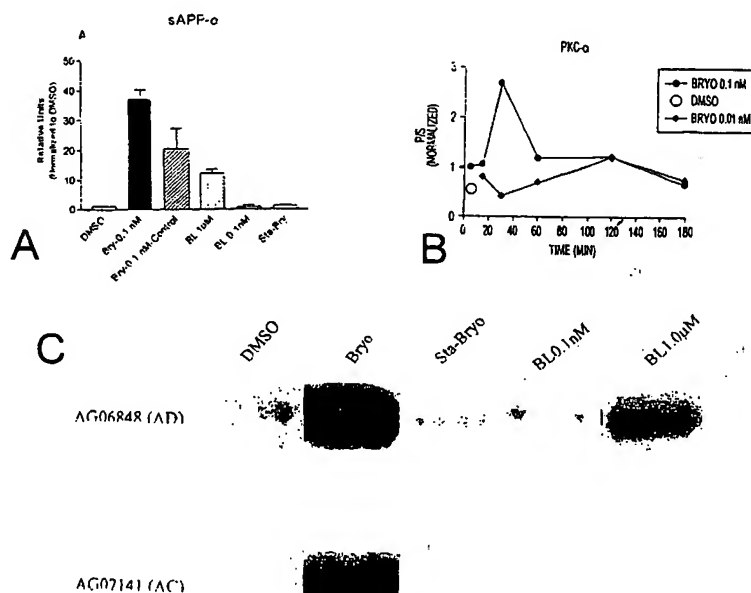 A
sAPP-α
50
40
30
20
10
0
Relative Units
(Normalized to DMSO)
DMSO
Bry-0.1 nM
Bry-0.1 nM-Control
BL 1uM
BL 0.1nM
Sta-Bry
A
PKC-α
3
2
1
0
P/S
(NORMALIZED)
0 20 40 60 80 100 120 140 160 180
TIME (MIN)
BRYO 0.1 nM
DMSO
BRYO 0.01 nM
B
C
DMSO
Bryo
Sta-Bryo
BL0.1nM
BL1.0µM
AG06848 (AD)
AG07141 (AC)